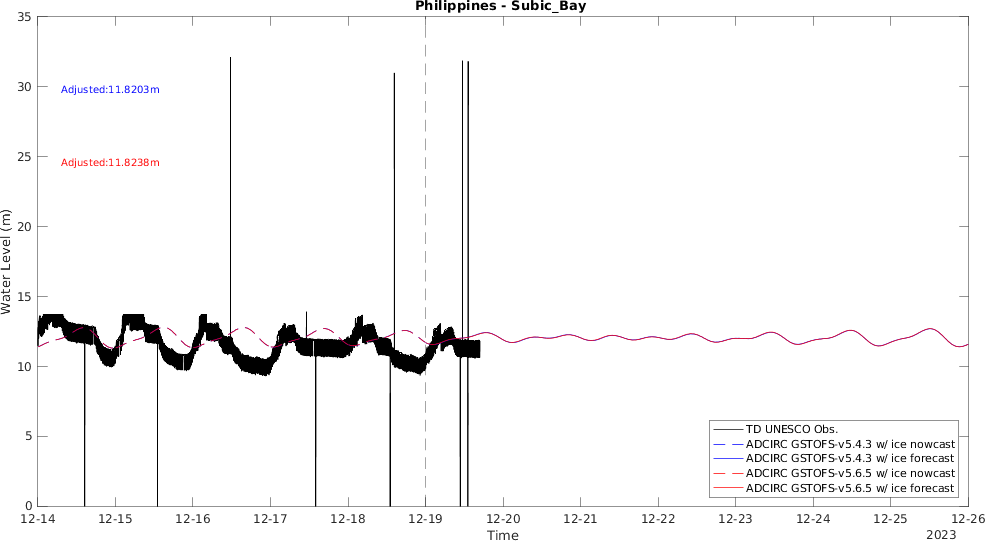 Philippines - Subic_Bay
35
30
25
20
15
10
5
0
Water Level (m)
Adjusted:11.8203m
Adjusted:11.8238m
TD UNESCO Obs.
ADCIRC GSTOFS-v5.4.3 w/ ice nowcast
ADCIRC GSTOFS-v5.4.3 w/ ice forecast
ADCIRC GSTOFS-v5.6.5 w/ ice nowcast
ADCIRC GSTOFS-v5.6.5 w/ ice forecast
12-14 12-15 12-16 12-17 12-18 12-19 12-20 12-21 12-22 12-23 12-24 12-25 12-26
Time
2023